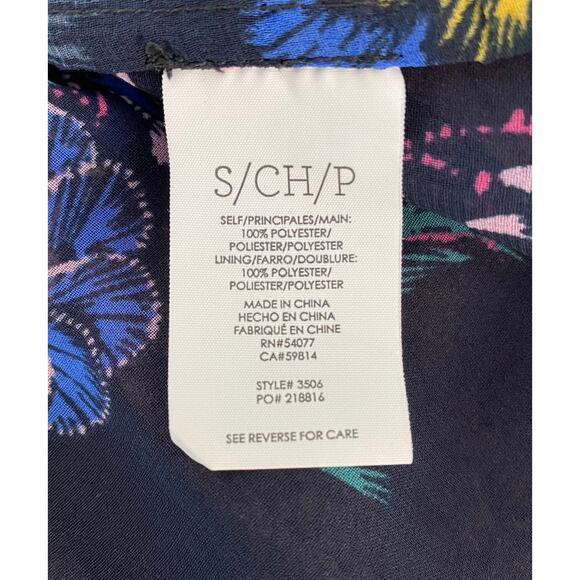 S/CH/P
SELF/PRINCIPALES/MAIN:
100% POLYESTER/
POLIESTER/POLYESTER
LINING/FARRO/DOUBLURE:
100% POLYESTER/
POLIESTER/POLYESTER
MADE IN CHINA
HECHO EN CHINA
FABRIQUÉ EN CHINE
RN#54077
CA#59814
STYLE# 3506
PO# 218816
SEE REVERSE FOR CARE